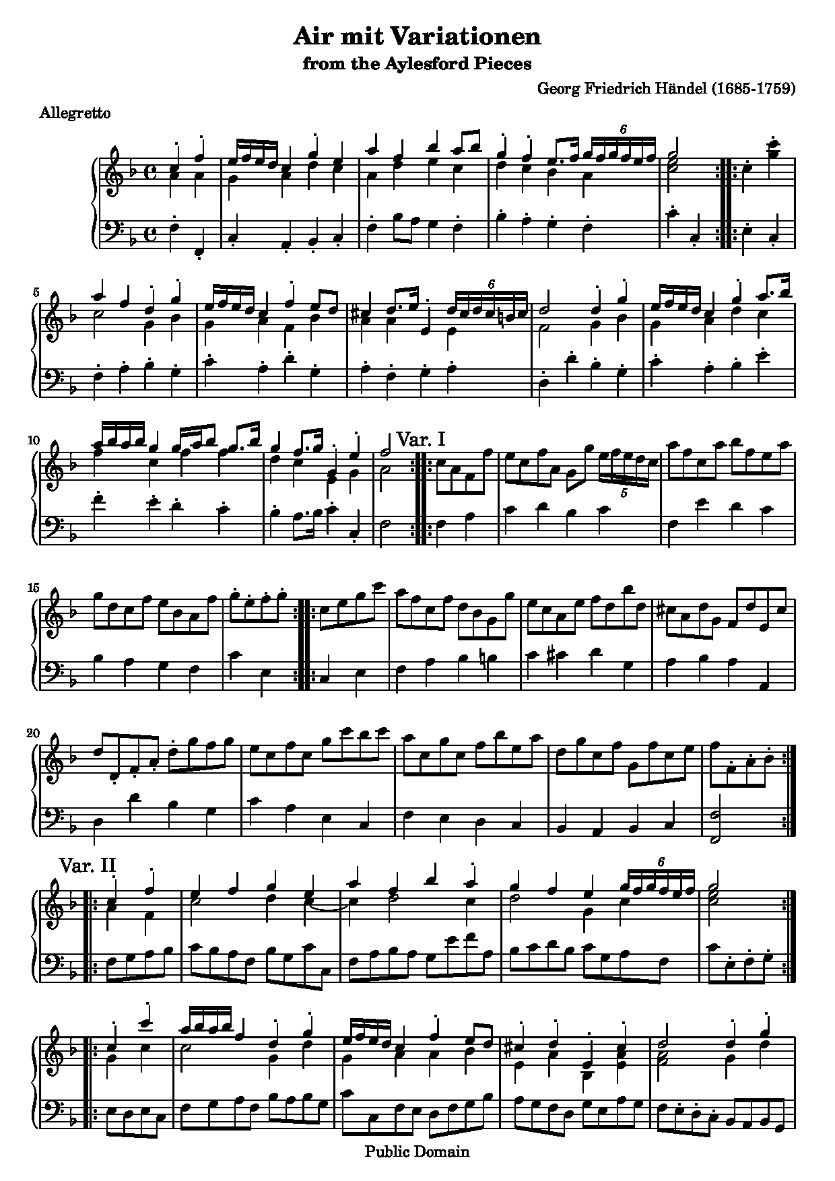 Air mit Variationen
from the Aylesford Pieces
Georg Friedrich Händel (1685-1759)
Allegretto
6
5
6
10
Var. I
5
15
20
Var. II
6
Public Domain